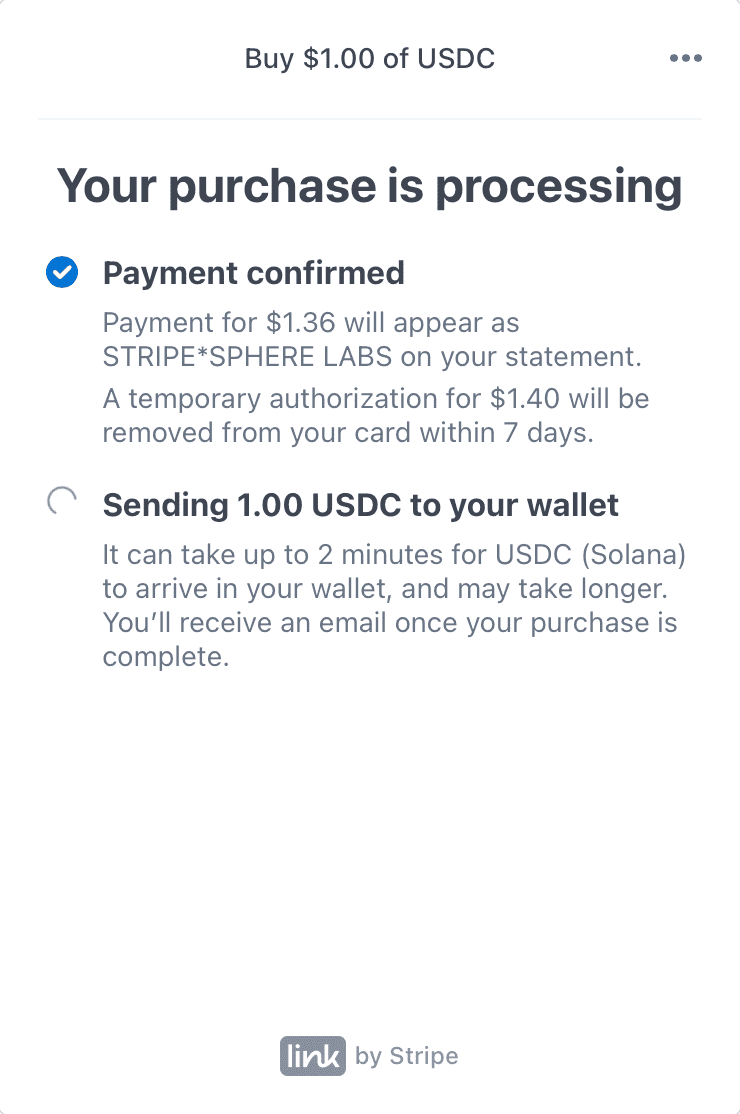 Buy $1.00 of USDC
Your purchase is processing
Payment confirmed
Payment for $1.36 will appear as
STRIPE*SPHERE LABS on your statement.
A temporary authorization for $1.40 will be
removed from your card within 7 days.
Sending 1.00 USDC to your wallet
It can take up to 2 minutes for USDC (Solana)
to arrive in your wallet, and may take longer.
You’ll receive an email once your purchase is
complete.
link by Stripe